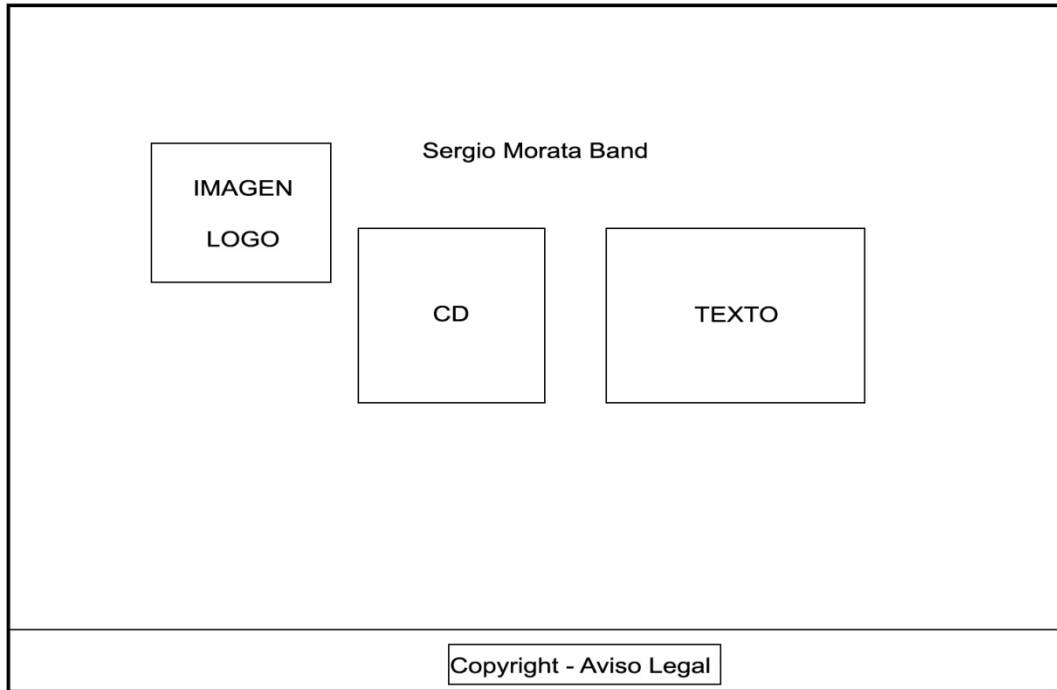 Sergio Morata Band
IMAGEN
LOGO
CD
TEXTO
Copyright - Aviso Legal